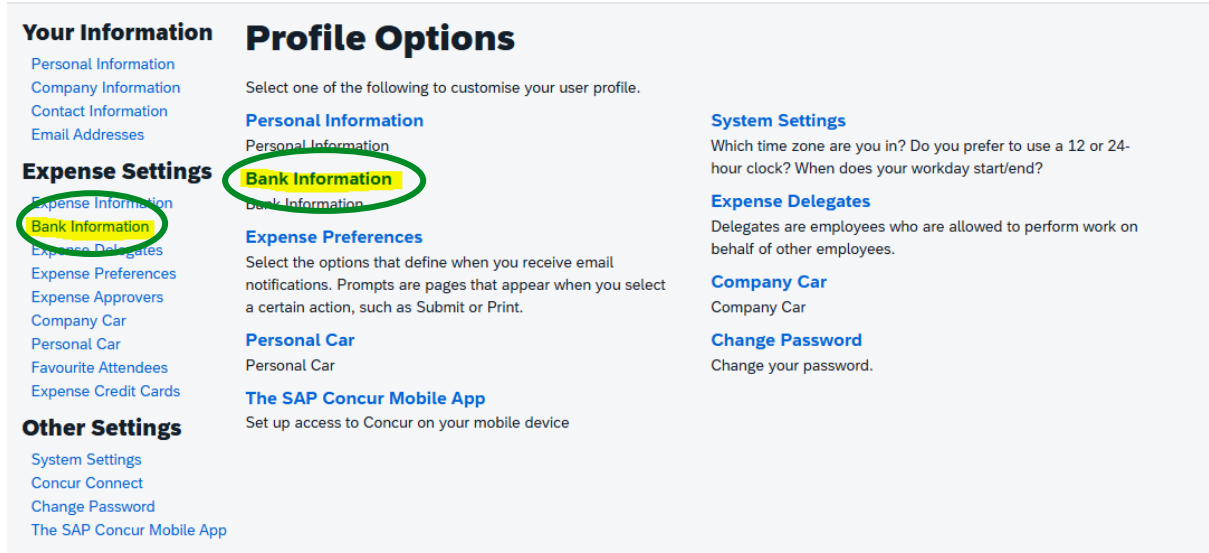 Your Information
Personal Information
Company Information
Contact Information
Email Addresses
Expense Settings
Expense Information
Bank Information
Expense Delegates
Expense Preferences
Expense Approvers
Company Car
Personal Car
Favourite Attendees
Expense Credit Cards
Other Settings
System Settings
Concur Connect
Change Password
The SAP Concur Mobile App
Profile Options
Select one of the following to customise your user profile.
Personal Information
Personal Information
Bank Information
Bank Information
Expense Preferences
Select the options that define when you receive email
notifications. Prompts are pages that appear when you select
a certain action, such as Submit or Print.
Personal Car
Personal Car
The SAP Concur Mobile App
Set up access to Concur on your mobile device
System Settings
Which time zone are you in? Do you prefer to use a 12 or 24-
hour clock? When does your workday start/end?
Expense Delegates
Delegates are employees who are allowed to perform work on
behalf of other employees.
Company Car
Company Car
Change Password
Change your password.